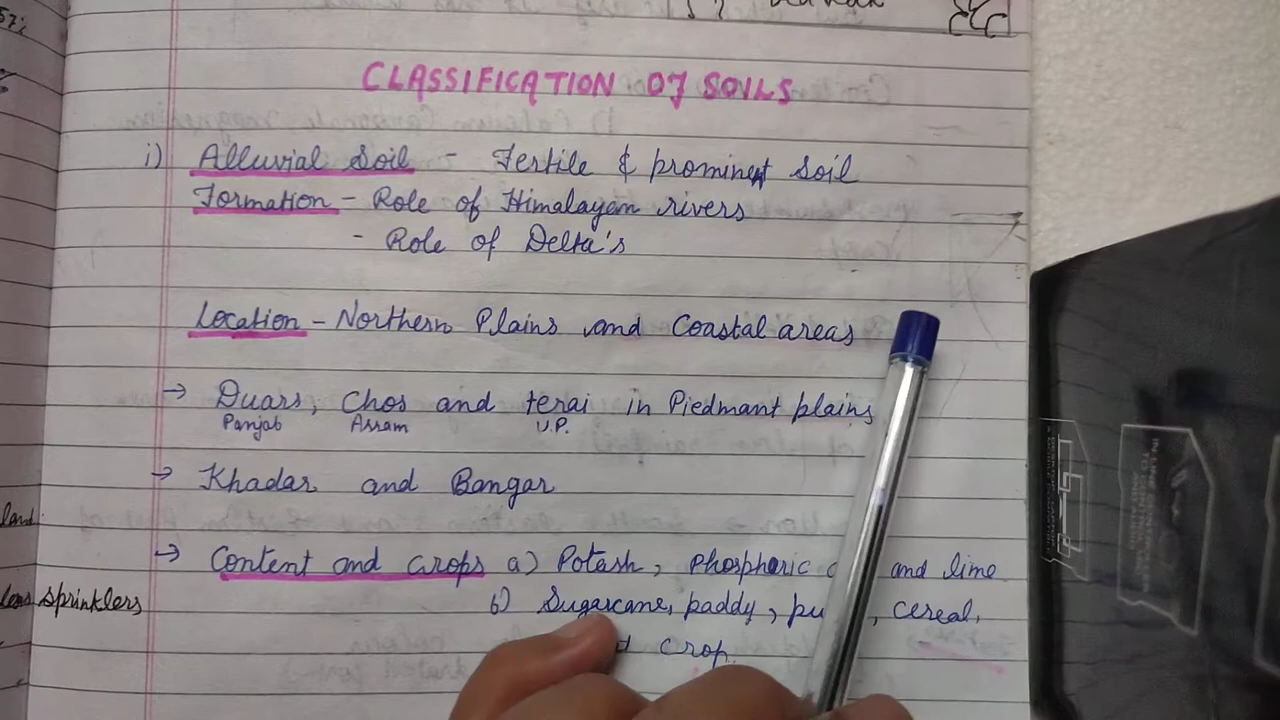 CLASSIFICATION OF SOILS
i) Alluvial Soil - Fertile & prominent soil
Formation - Role of Himalayan rivers
- Role of Delta's
Location - Northern Plains and Coastal areas
→ Duars, Chos and terai in Piedmant plains
Panjab Assam U.P.
→ Khadar and Bangar
→ Content and crops a) Potash, Phosphoric and lime
land
b) Sugarcane, paddy, cereal,
sprinklers
crop.